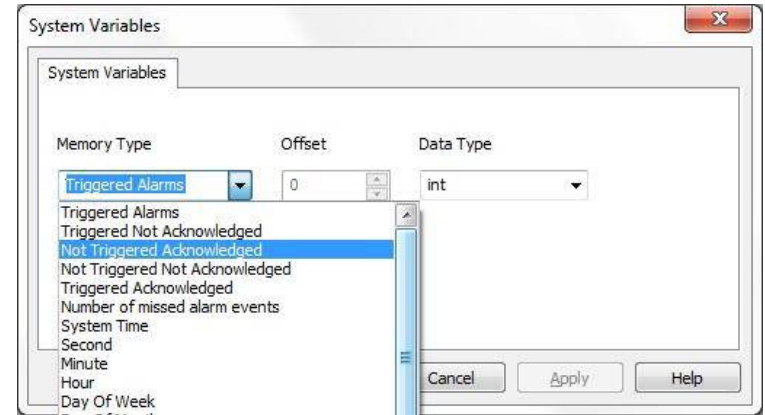 System Variables
System Variables
Memory Type Offset Data Type
Triggered Alarms 0 int
Triggered Alarms
Triggered Not Acknowledged
Not Triggered Acknowledged
Not Triggered Not Acknowledged
Triggered Acknowledged
Number of missed alarm events
System Time
Second
Minute
Hour
Day Of Week
Cancel Apply Help